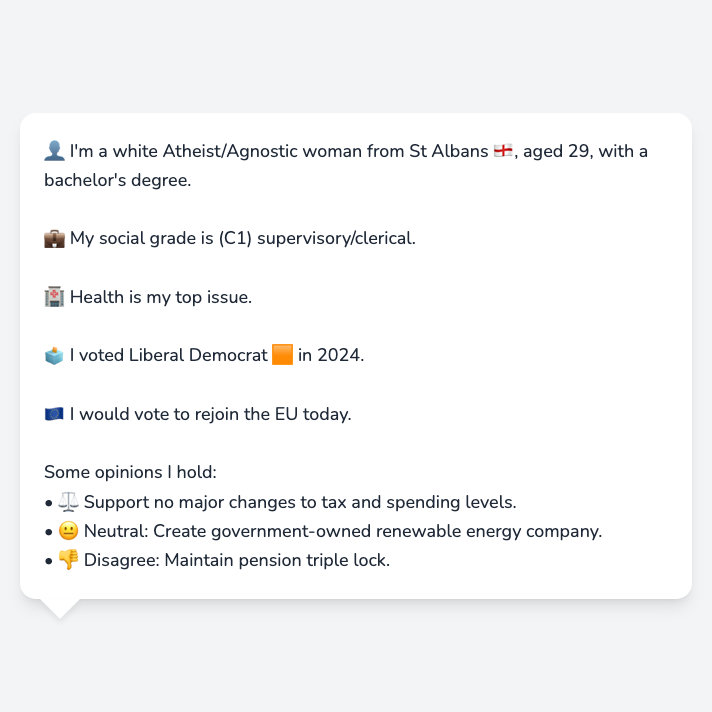 👤 I'm a white Atheist/Agnostic woman from St Albans 🏴󠁧󠁢󠁥󠁮󠁧󠁿, aged 29, with a
bachelor's degree.
💼 My social grade is (C1) supervisory/clerical.
🏥 Health is my top issue.
🗳️ I voted Liberal Democrat 🟧 in 2024.
🇪🇺 I would vote to rejoin the EU today.
Some opinions I hold:
• ⚖️ Support no major changes to tax and spending levels.
• 😐 Neutral: Create government-owned renewable energy company.
• 👎 Disagree: Maintain pension triple lock.